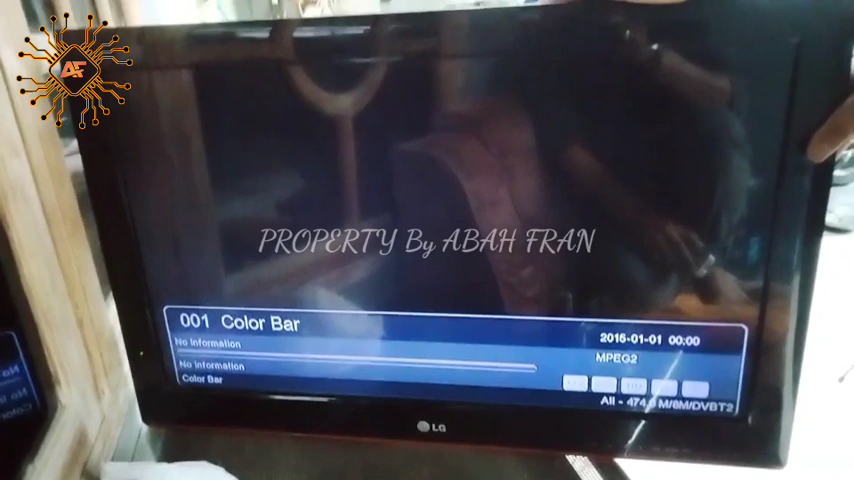 AF
PROPERTY By ABAH FRAN
001 Color Bar
2015-01-01 00:00
No Information
MPEG2
No Information
Color Bar
All - 474.0 M/8M/DVBT2
LG